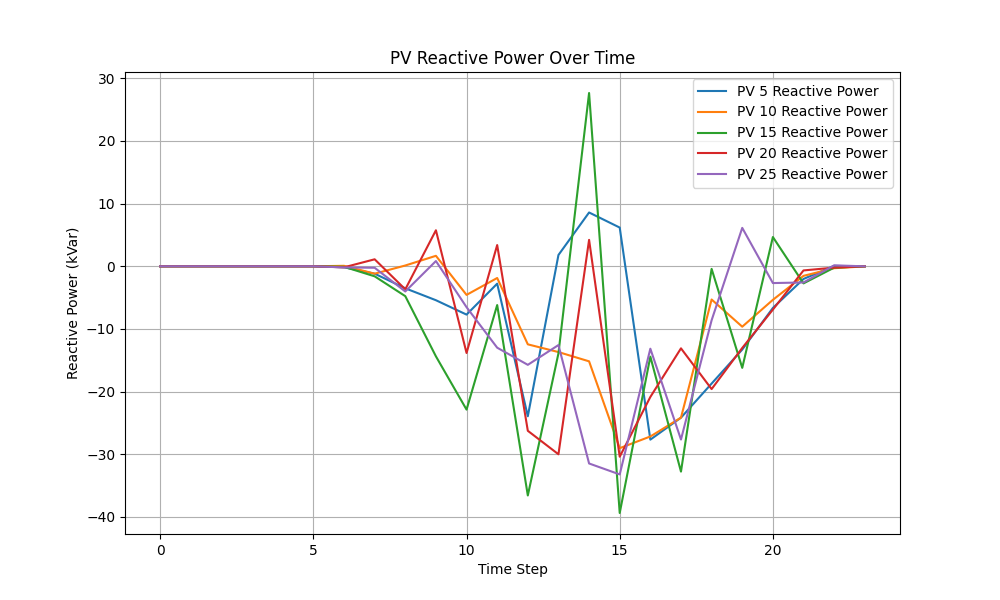 PV Reactive Power Over Time
Reactive Power (kVar)
30
20
10
0
−10
−20
−30
−40
0
5
10
15
20
Time Step
PV 5 Reactive Power
PV 10 Reactive Power
PV 15 Reactive Power
PV 20 Reactive Power
PV 25 Reactive Power